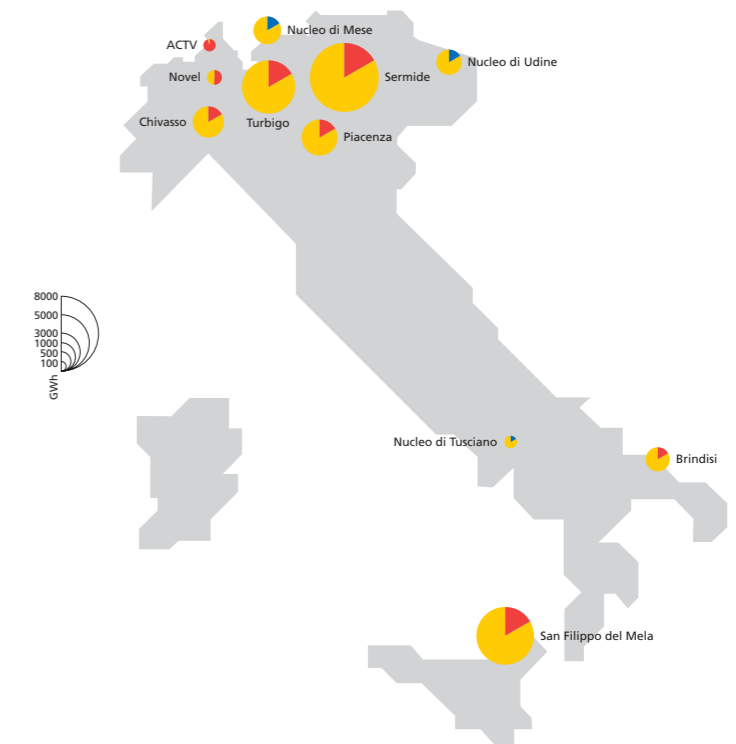 Nucleo di Mese
ACTV
Nucleo di Udine
Novel
Sermide
Chivasso
Turbigo
Piacenza
8000
5000
3000
1000
500
100
GWh
Nucleo di Tusciano
Brindisi
San Filippo del Mela